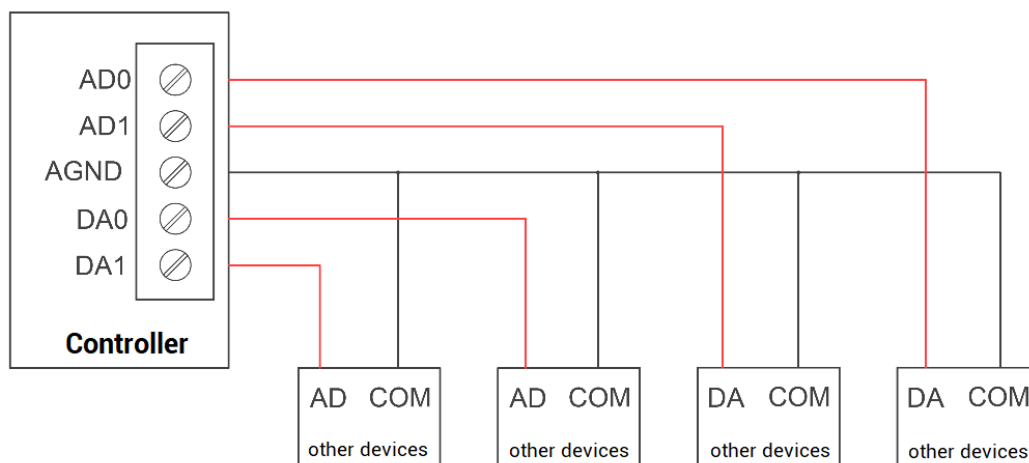 AD0
AD1
AGND
DA0
DA1
Controller
AD COM
other devices
AD COM
other devices
DA COM
other devices
DA COM
other devices